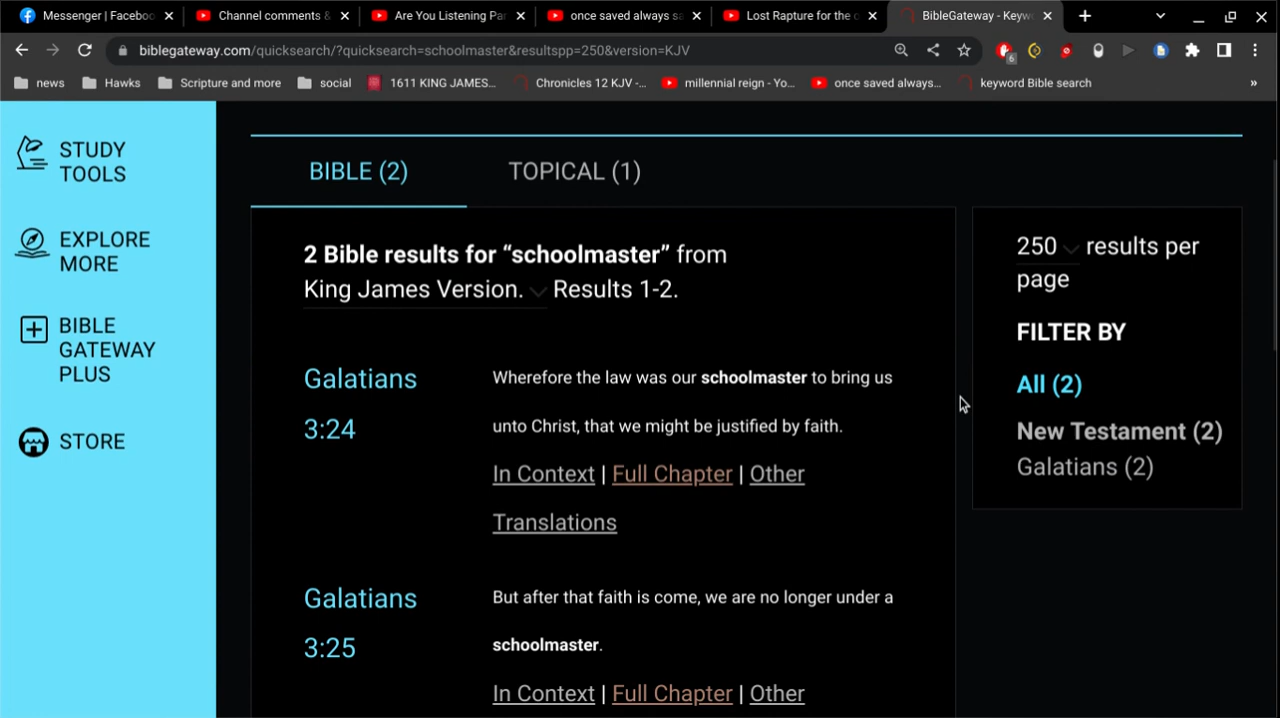 Messenger | Faceboo
Channel comments &
Are You Listening Par
once saved always sa
Lost Rapture for the o
BibleGateway - Keyw
biblegateway.com/quicksearch/?quicksearch=schoolmaster&resultspp=250&version=KJV
6
news
Hawks
Scripture and more
social
1611 KING JAMES...
Chronicles 12 KJV -...
millennial reign - Yo...
once saved always...
keyword Bible search
»
STUDY
TOOLS
EXPLORE
MORE
BIBLE
GATEWAY
PLUS
STORE
BIBLE (2)
TOPICAL (1)
2 Bible results for “schoolmaster” from
King James Version. Results 1-2.
Galatians
3:24
Wherefore the law was our schoolmaster to bring us
unto Christ, that we might be justified by faith.
In Context | Full Chapter | Other
Translations
Galatians
3:25
But after that faith is come, we are no longer under a
schoolmaster.
In Context | Full Chapter | Other
250 results per
page
FILTER BY
All (2)
New Testament (2)
Galatians (2)